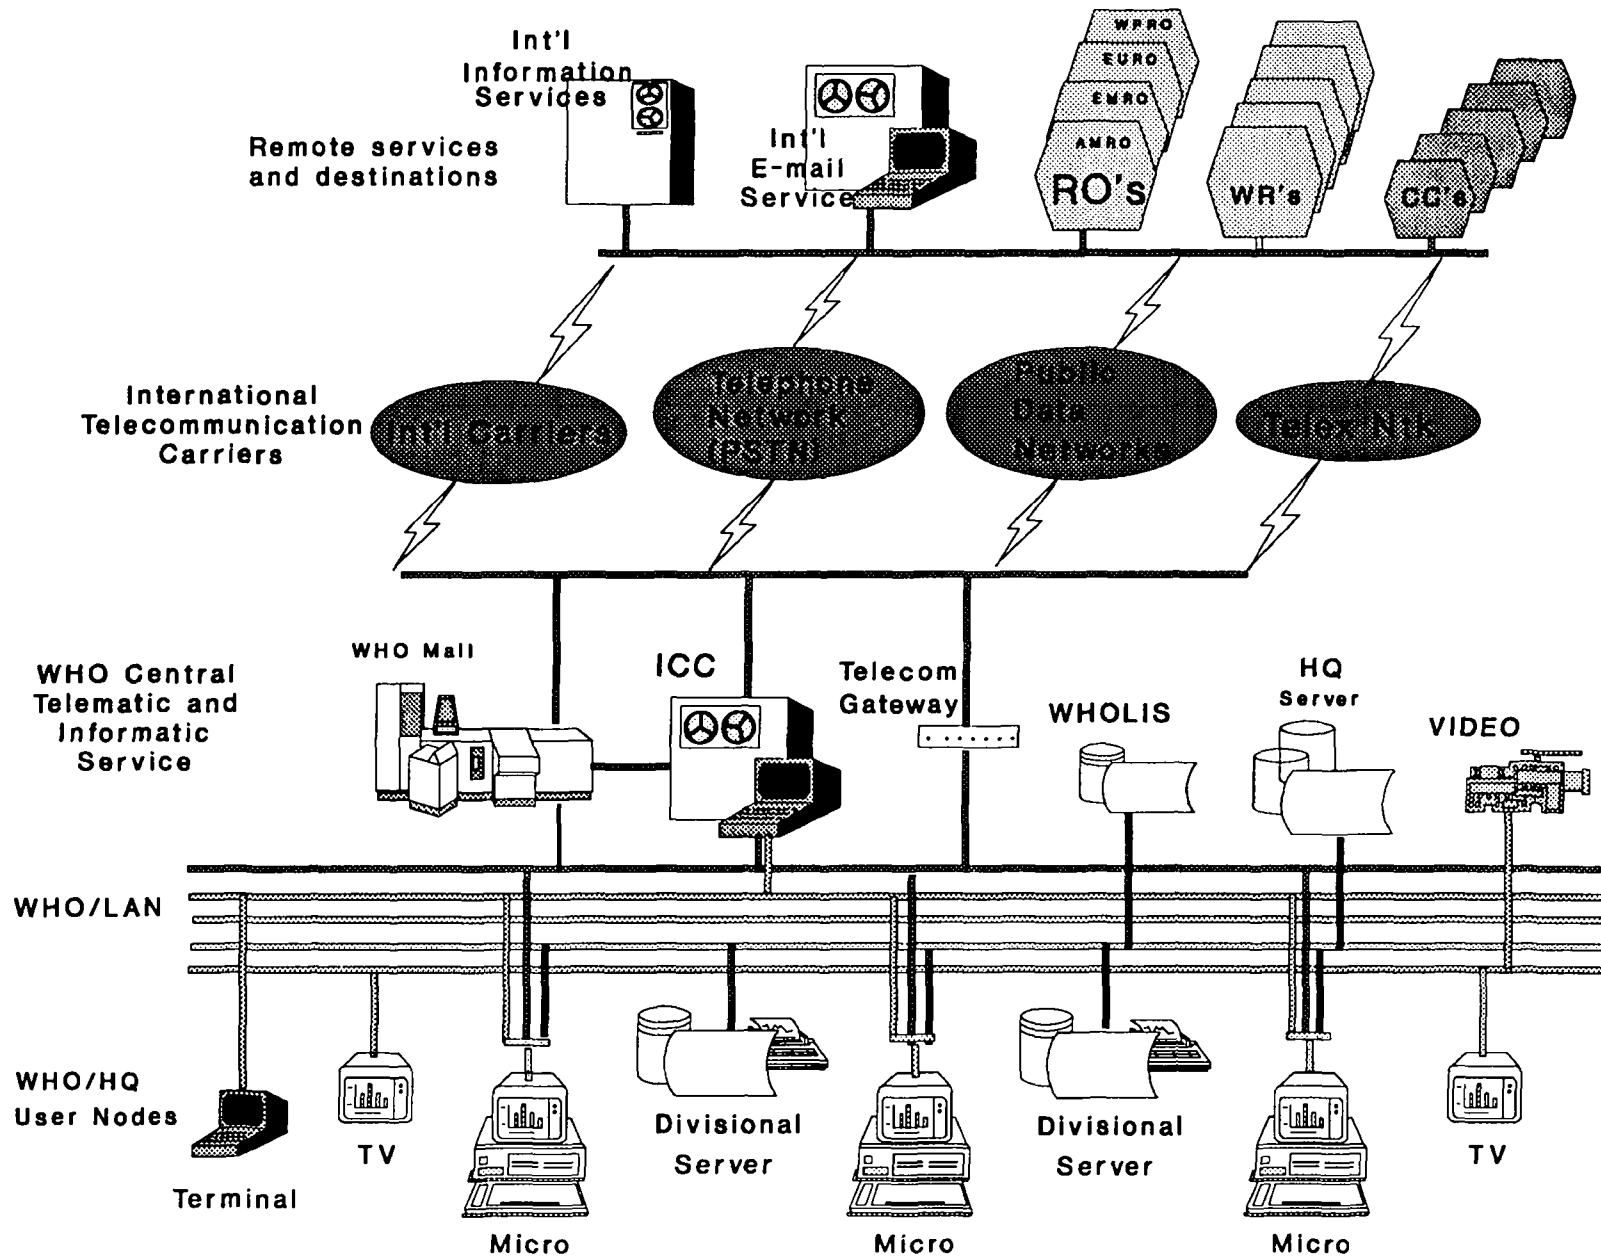 Int'l
Information
Services
Int'l
E-mail
Service
WPRO
EURO
EMRO
AMRO
RO's
WR's
CC's
Remote services
and destinations
International
Telecommunication
Carriers
Int'l Carriers
Telephone
Network
(PSTN)
Public
Data
Networks
Telex Ntk
WHO Central
Telematic and
Informatic
Service
WHO Mail
ICC
Telecom
Gateway
WHOLIS
HQ
Server
VIDEO
WHO/LAN
WHO/HQ
User Nodes
Terminal
TV
Micro
Divisional
Server
Micro
Divisional
Server
Micro
TV